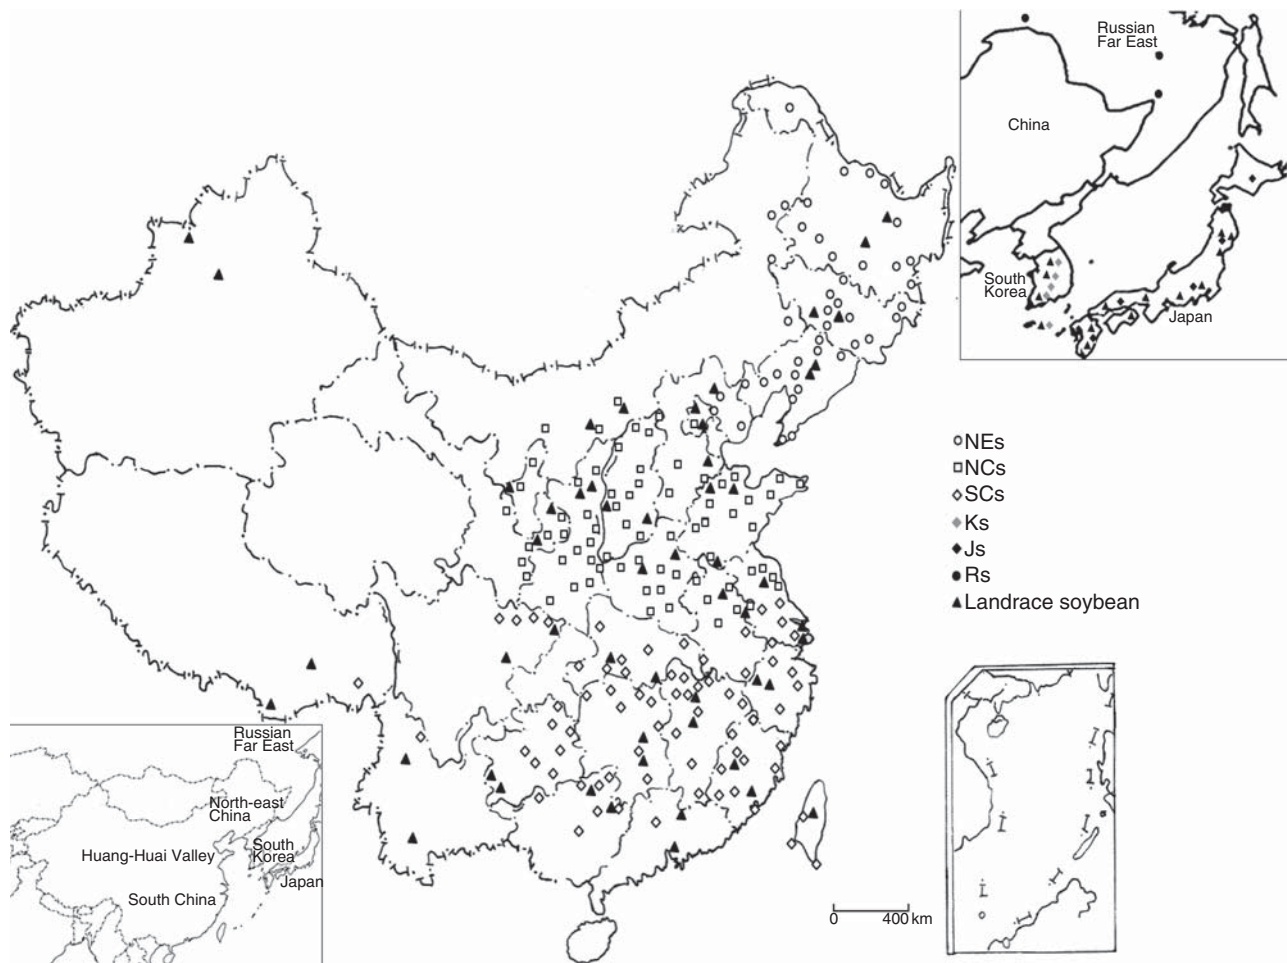 Russian
Far East
China
South
Korea
Japan
NEs
NCs
SCs
Ks
Js
Rs
Landrace soybean
Russian
Far East
North-east
China
Huang-Huai Valley
South
Korea
Japan
South China
0 400 km